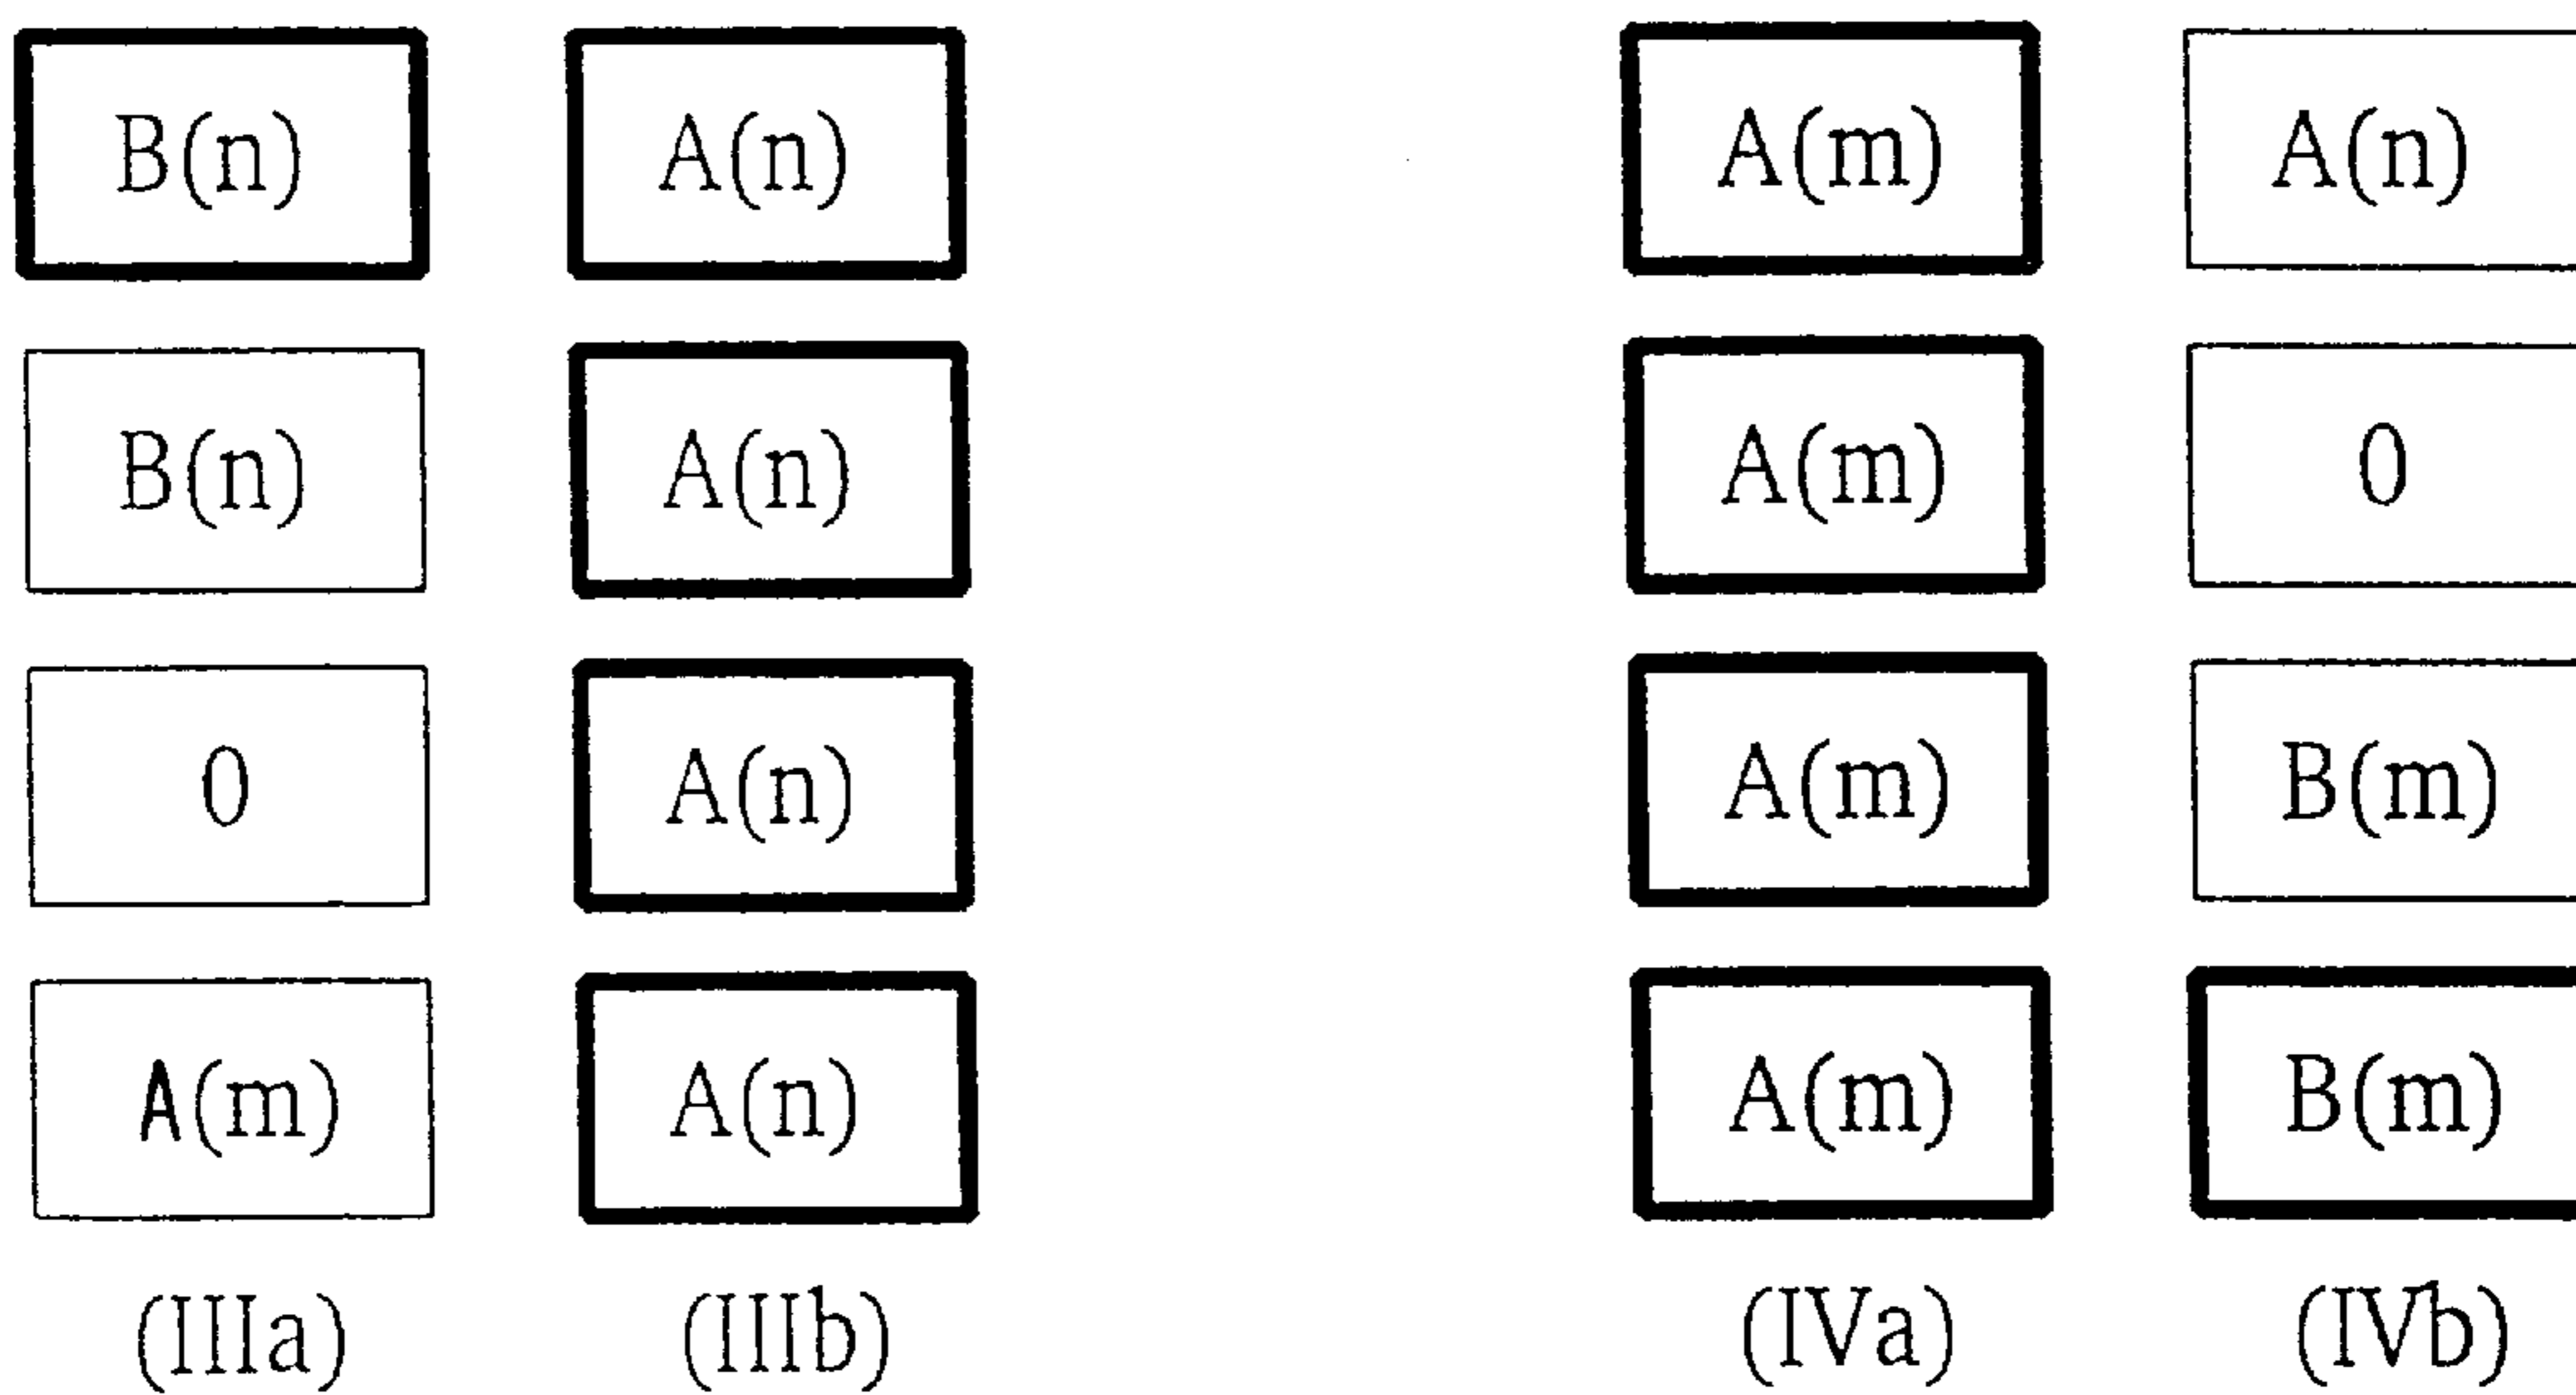 B(n) A(n) A(m) A(n)
B(n) A(n) A(m) 0
0 A(n) A(m) B(m)
A(m) A(n) A(m) B(m)
(IIIa) (IIIb) (IVa) (IVb)